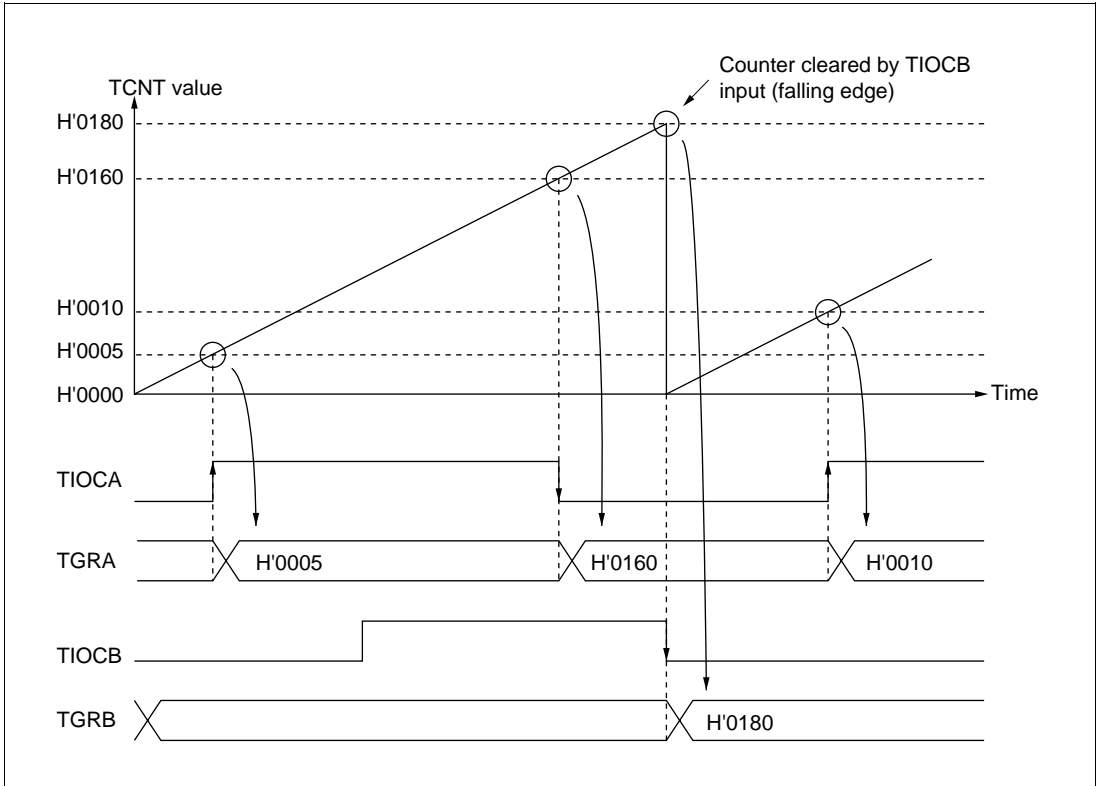 Counter cleared by TIOCB
input (falling edge)
TCNT value
H'0180
H'0160
H'0010
H'0005
H'0000
Time
TIOCA
TGRA
H'0005
H'0160
H'0010
TIOCB
TGRB
H'0180